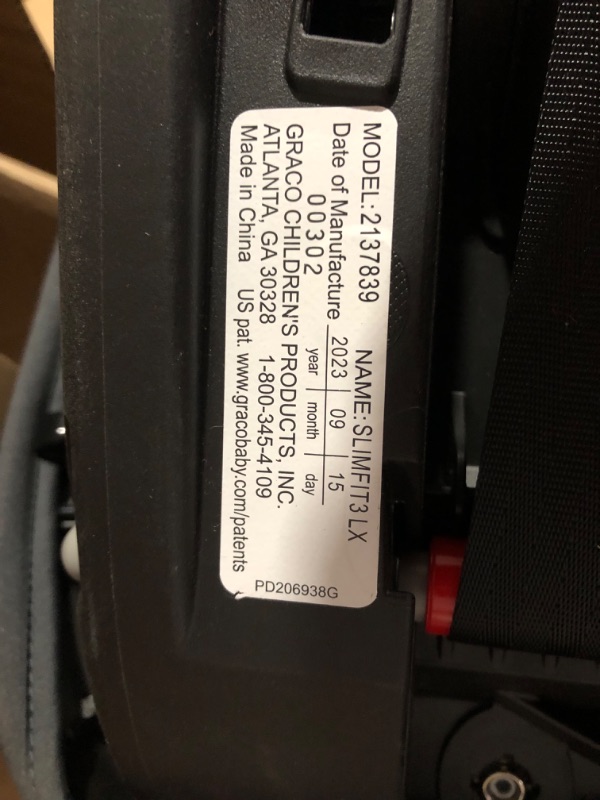 MODEL: 2137839 NAME: SLIMFIT3 LX
Date of Manufacture 2023 09 15
00302 year month day
GRACO CHILDREN'S PRODUCTS, INC.
ATLANTA, GA 30328 1-800-345-4109
Made in China US pat. www.gracobaby.com/patents
PD206938G